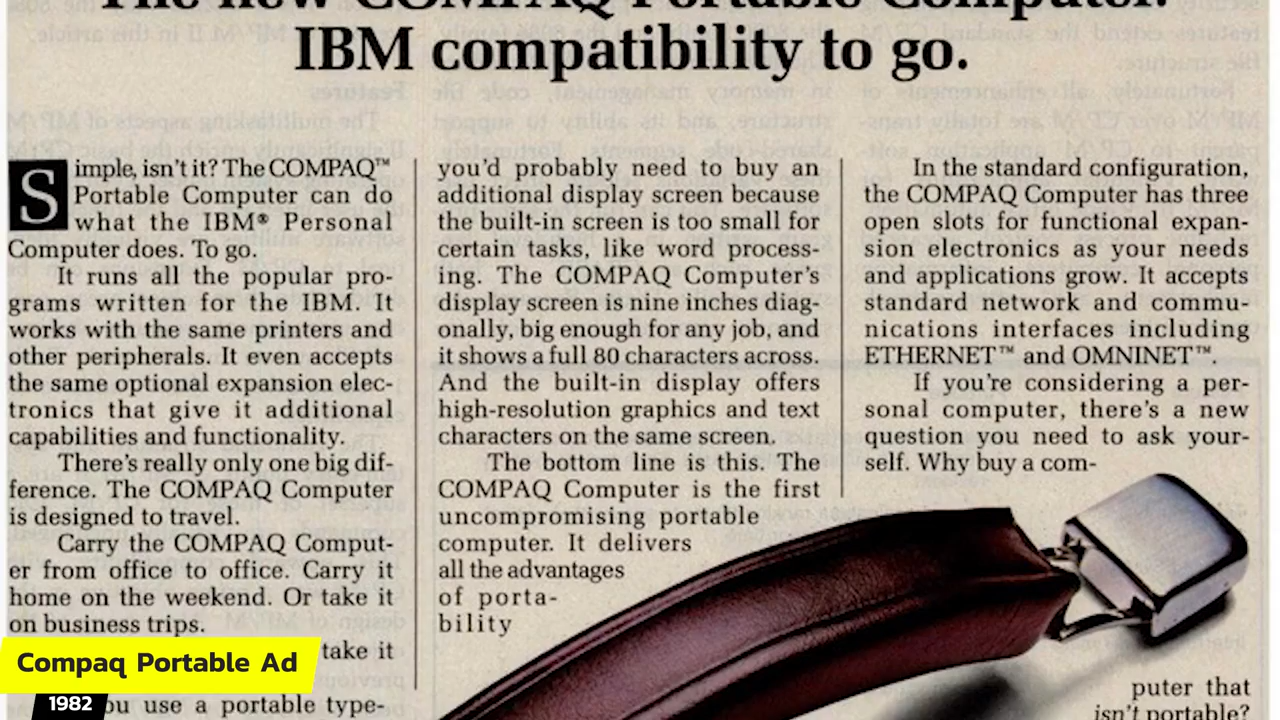 The new COMPAQ Portable Computer.
IBM compatibility to go.
Simple, isn't it? The COMPAQ™
Portable Computer can do
what the IBM® Personal
Computer does. To go.
It runs all the popular pro-
grams written for the IBM. It
works with the same printers and
other peripherals. It even accepts
the same optional expansion elec-
tronics that give it additional
capabilities and functionality.
There's really only one big dif-
ference. The COMPAQ Computer
is designed to travel.
Carry the COMPAQ Comput-
er from office to office. Carry it
home on the weekend. Or take it
on business trips.
take it
ou use a portable type-
you'd probably need to buy an
additional display screen because
the built-in screen is too small for
certain tasks, like word process-
ing. The COMPAQ Computer's
display screen is nine inches diag-
onally, big enough for any job, and
it shows a full 80 characters across.
And the built-in display offers
high-resolution graphics and text
characters on the same screen.
The bottom line is this. The
COMPAQ Computer is the first
uncompromising portable
computer. It delivers
all the advantages
of porta-
bility
In the standard configuration,
the COMPAQ Computer has three
open slots for functional expan-
sion electronics as your needs
and applications grow. It accepts
standard network and commu-
nications interfaces including
ETHERNET™ and OMNINET™.
If you're considering a per-
sonal computer, there's a new
question you need to ask your-
self. Why buy a com-
puter that
isn't portable?
Compaq Portable Ad
1982